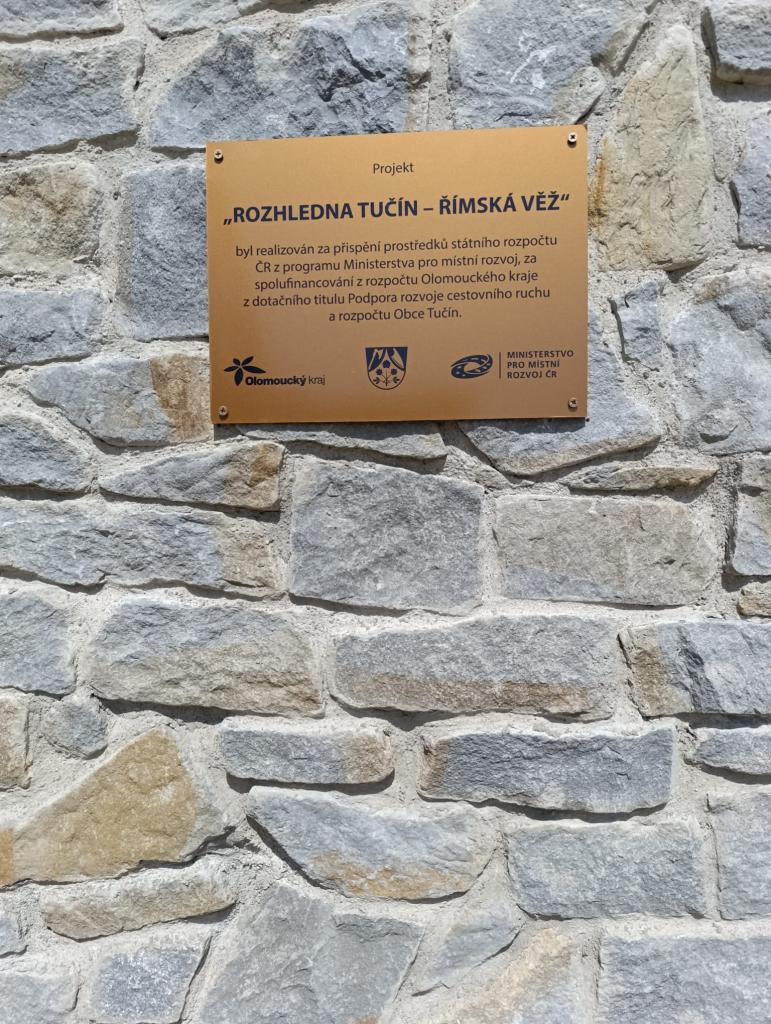 Projekt
„ROZHLEDNA TUČÍN – ŘÍMSKÁ VĚŽ“
byl realizován za přispění prostředků státního rozpočtu
ČR z programu Ministerstva pro místní rozvoj, za
spolufinancování z rozpočtu Olomouckého kraje
z dotačního titulu Podpora rozvoje cestovního ruchu
a rozpočtu Obce Tučín.
Olomoucký kraj
MINISTERSTVO
PRO MÍSTNÍ
ROZVOJ ČR